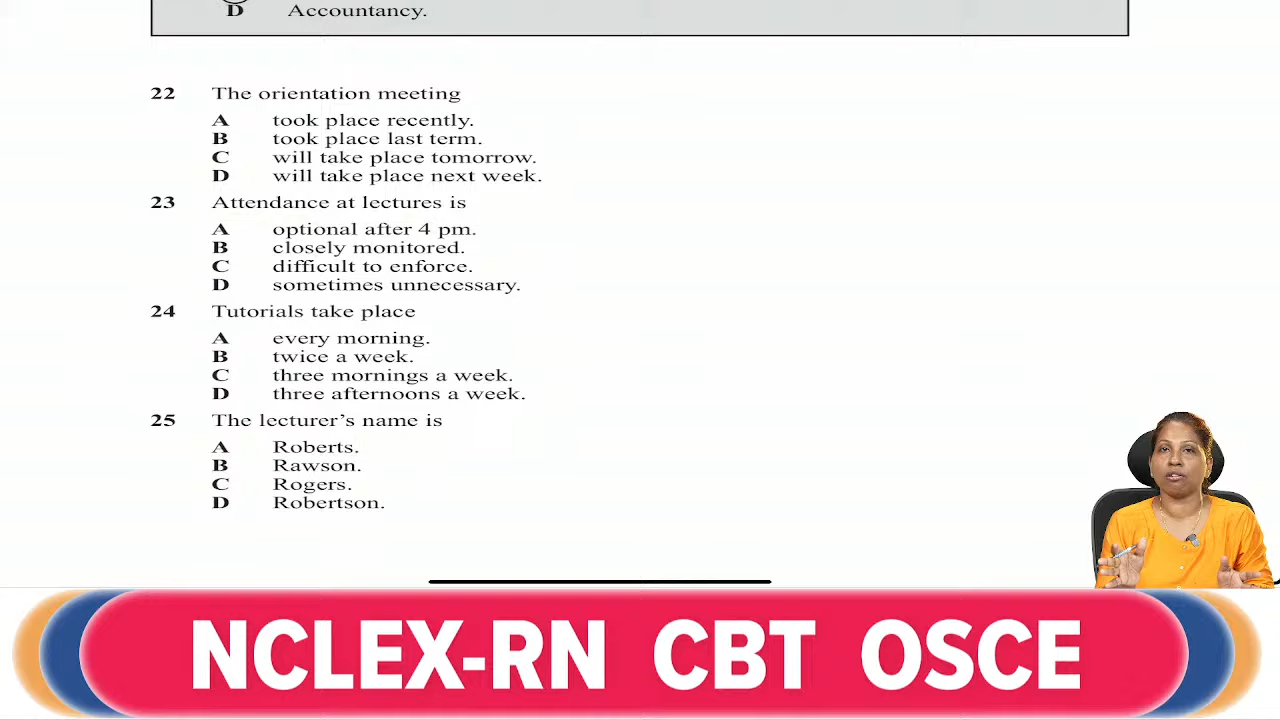 D Accountancy.
22 The orientation meeting
A took place recently.
B took place last term.
C will take place tomorrow.
D will take place next week.
23 Attendance at lectures is
A optional after 4 pm.
B closely monitored.
C difficult to enforce.
D sometimes unnecessary.
24 Tutorials take place
A every morning.
B twice a week.
C three mornings a week.
D three afternoons a week.
25 The lecturer’s name is
A Roberts.
B Rawson.
C Rogers.
D Robertson.
NCLEX-RN CBT OSCE